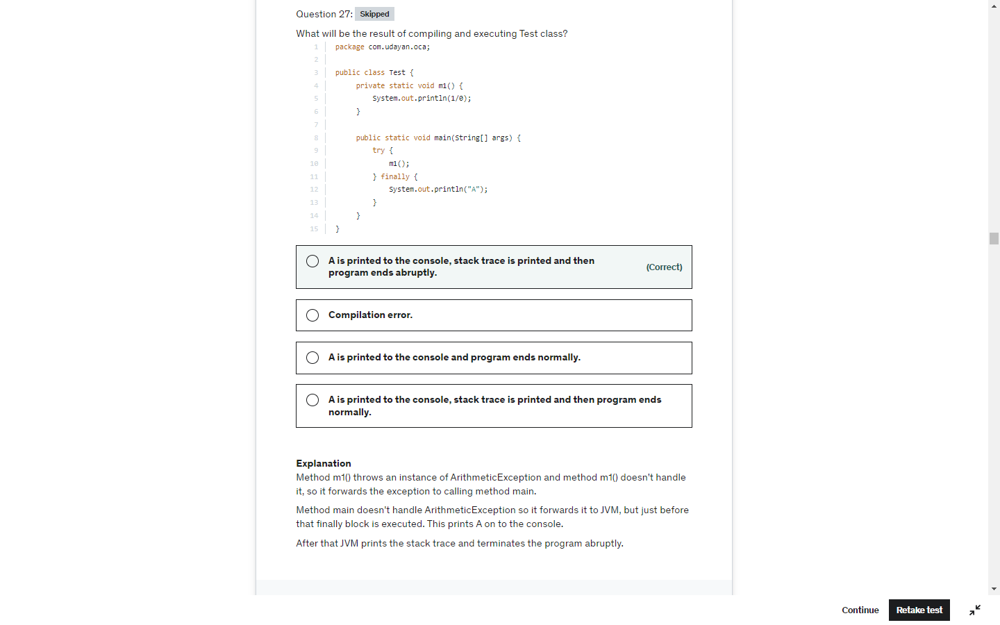 Question 27: Skipped
What will be the result of compiling and executing Test class?
1 package com.udayan.oca;
2
3 public class Test {
4 private static void m1() {
5 System.out.println(1/0);
6 }
7
8 public static void main(String[] args) {
9 try {
10 m1();
11 } finally {
12 System.out.println("A");
13 }
14 }
15 }
A is printed to the console, stack trace is printed and then
program ends abruptly.
(Correct)
Compilation error.
A is printed to the console and program ends normally.
A is printed to the console, stack trace is printed and then program ends
normally.
Explanation
Method m1() throws an instance of ArithmeticException and method m1() doesn't handle
it, so it forwards the exception to calling method main.
Method main doesn't handle ArithmeticException so it forwards it to JVM, but just before
that finally block is executed. This prints A on to the console.
After that JVM prints the stack trace and terminates the program abruptly.
Continue Retake test